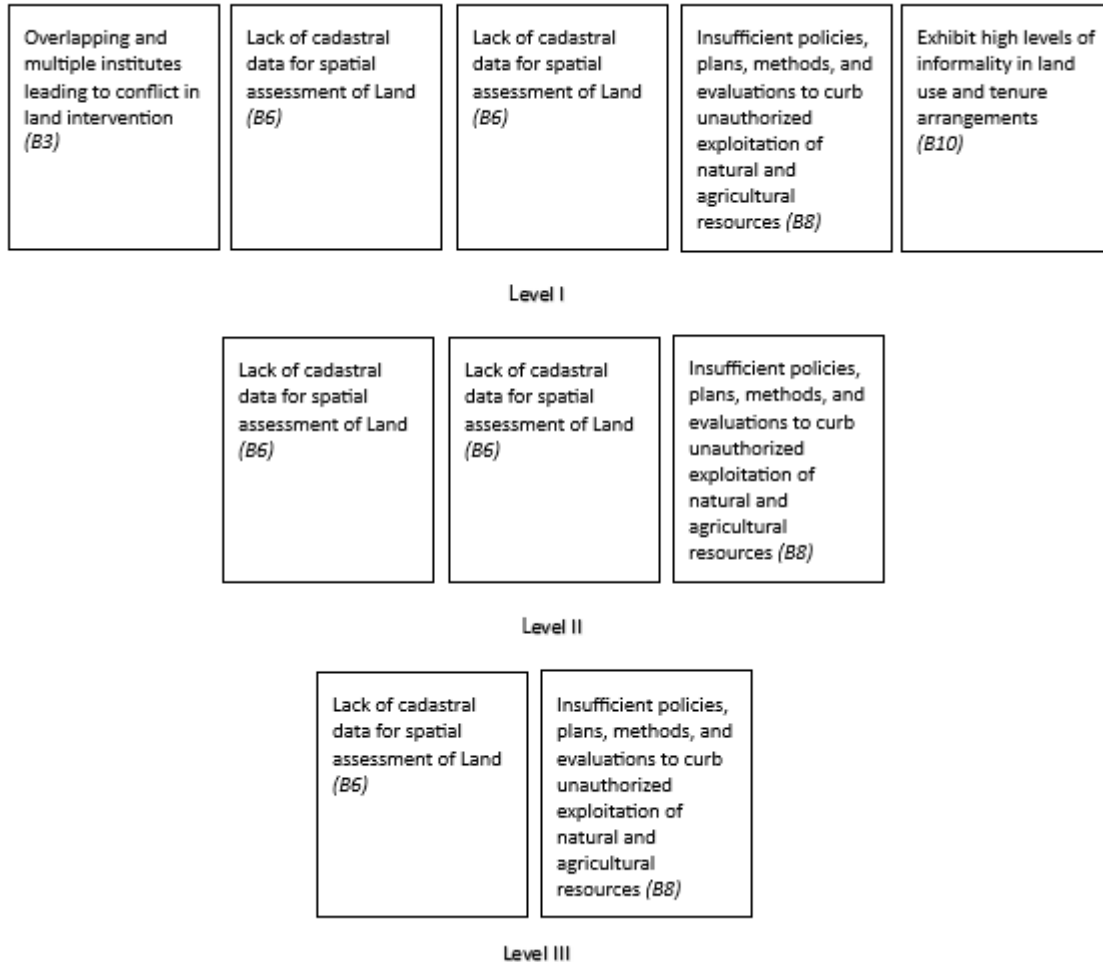 Overlapping and
multiple institutes
leading to conflict in
land intervention
(B3)
Lack of cadastral
data for spatial
assessment of Land
(B6)
Lack of cadastral
data for spatial
assessment of Land
(B6)
Insufficient policies,
plans, methods, and
evaluations to curb
unauthorized
exploitation of
natural and
agricultural
resources (B8)
Exhibit high levels of
informality in land
use and tenure
arrangements
(B10)
Level I
Lack of cadastral
data for spatial
assessment of Land
(B6)
Lack of cadastral
data for spatial
assessment of Land
(B6)
Insufficient policies,
plans, methods, and
evaluations to curb
unauthorized
exploitation of
natural and
agricultural
resources (B8)
Level II
Lack of cadastral
data for spatial
assessment of Land
(B6)
Insufficient policies,
plans, methods, and
evaluations to curb
unauthorized
exploitation of
natural and
agricultural
resources (B8)
Level III